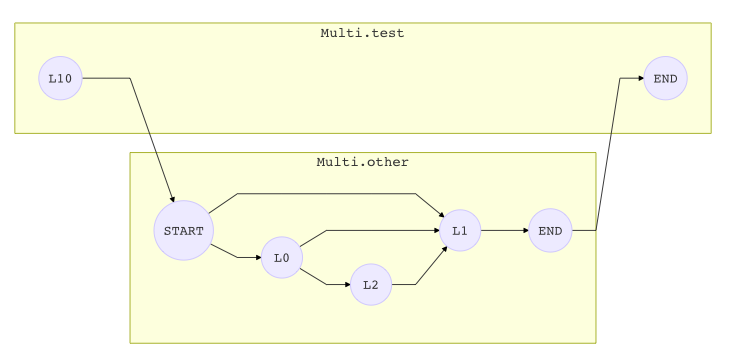 Multi.test
L10
END
Multi.other
START
L0
L2
L1
END